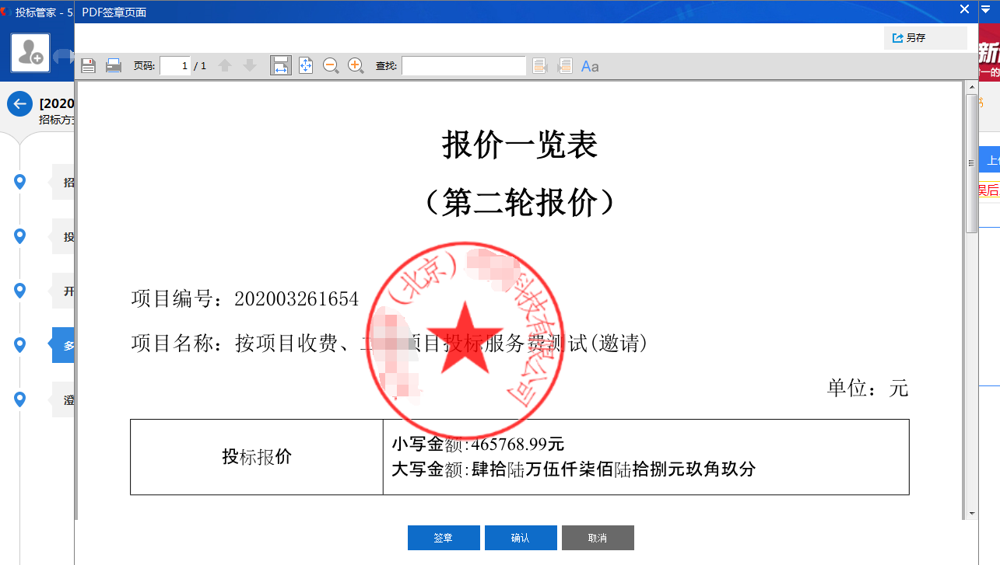 投标管家 - 5
PDF签章页面
另存
页码: 1 / 1
查找:
Aa
[2020
招标方
招
投
开
多
澄
报价一览表
（第二轮报价）
项目编号：202003261654
项目名称：按项目收费、工 项目投标服务费测试(邀请)
（北京）
科技有限公司
单位：元
投标报价
小写金额:465768.99元
大写金额:肆拾陆万伍仟柒佰陆拾捌元玖角玖分
签章
确认
取消
新
一的
上
误后